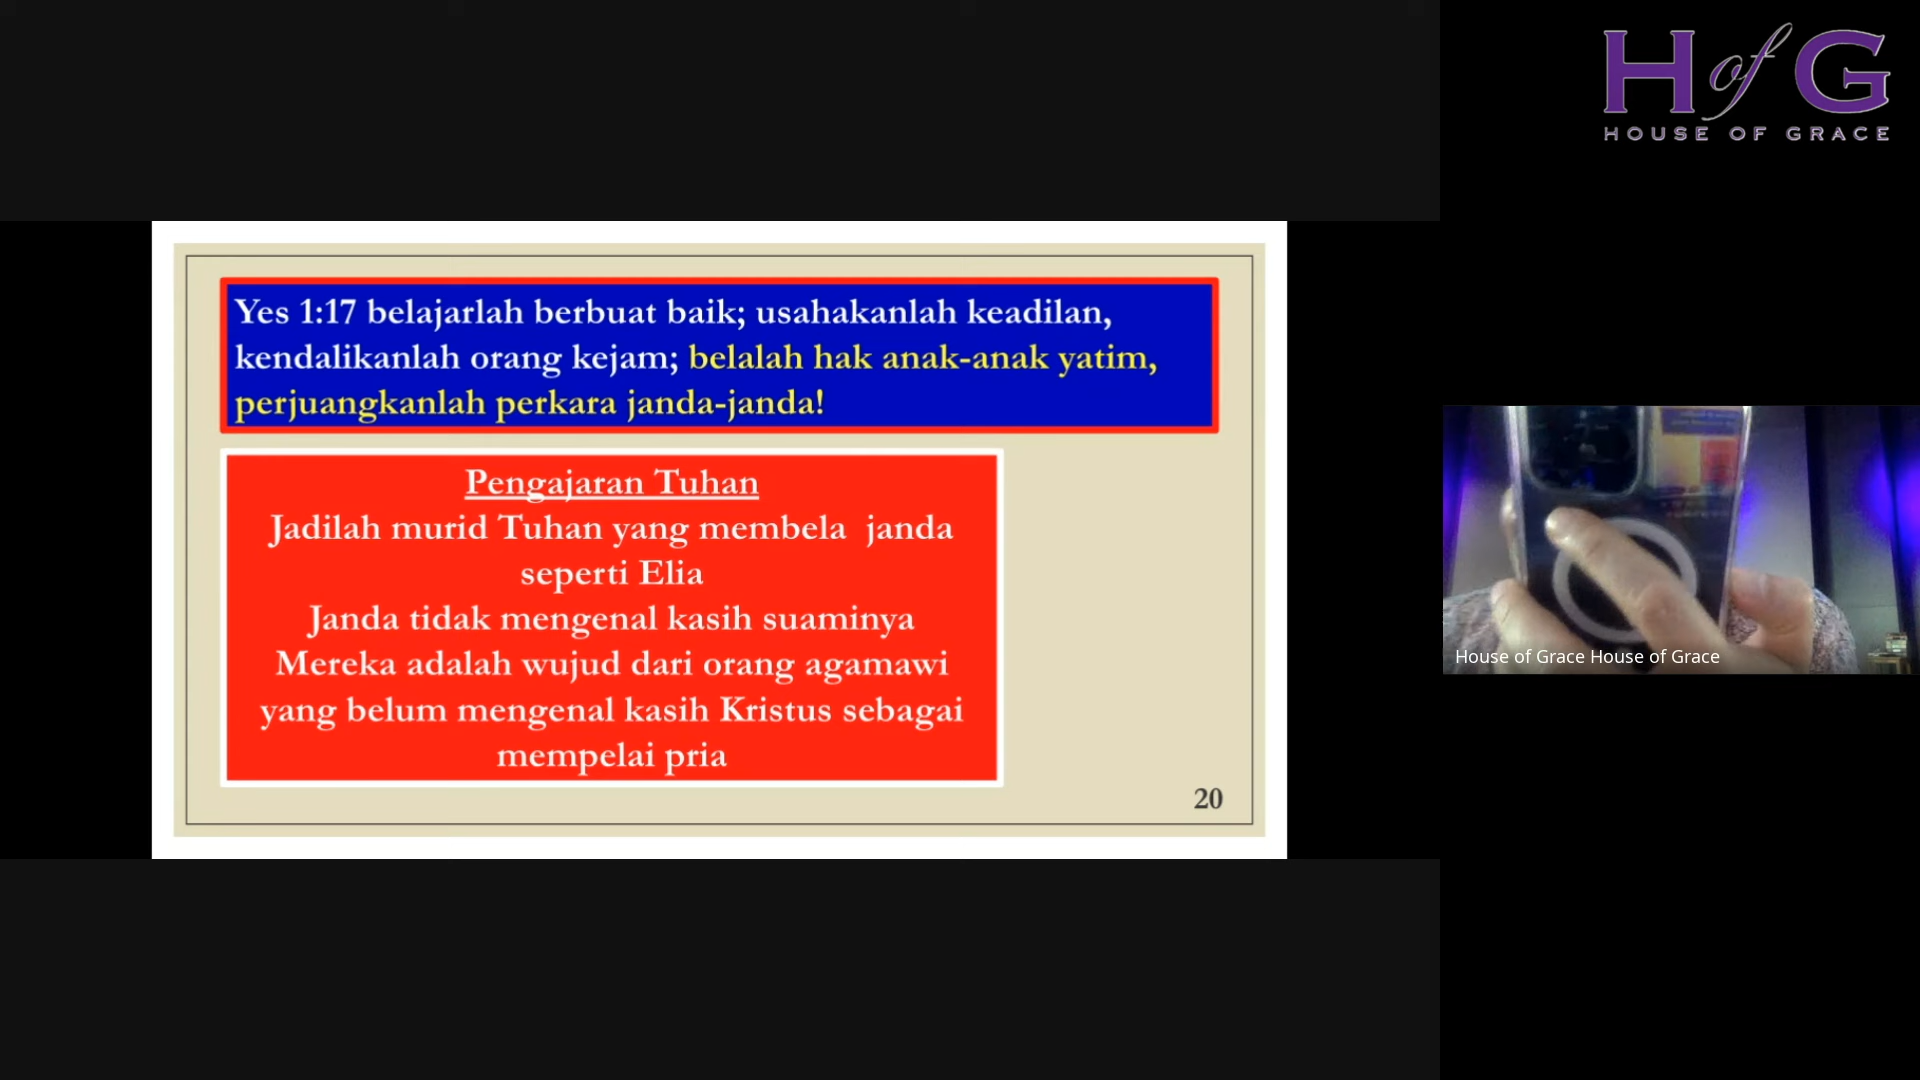 H of G
HOUSE OF GRACE
Yes 1:17 belajarlah berbuat baik; usahakanlah keadilan,
kendalikanlah orang kejam; belalah hak anak-anak yatim,
perjuangkanlah perkara janda-janda!
Pengajaran Tuhan
Jadilah murid Tuhan yang membela janda
seperti Elia
Janda tidak mengenal kasih suaminya
Mereka adalah wujud dari orang agamawi
yang belum mengenal kasih Kristus sebagai
mempelai pria
20
House of Grace House of Grace